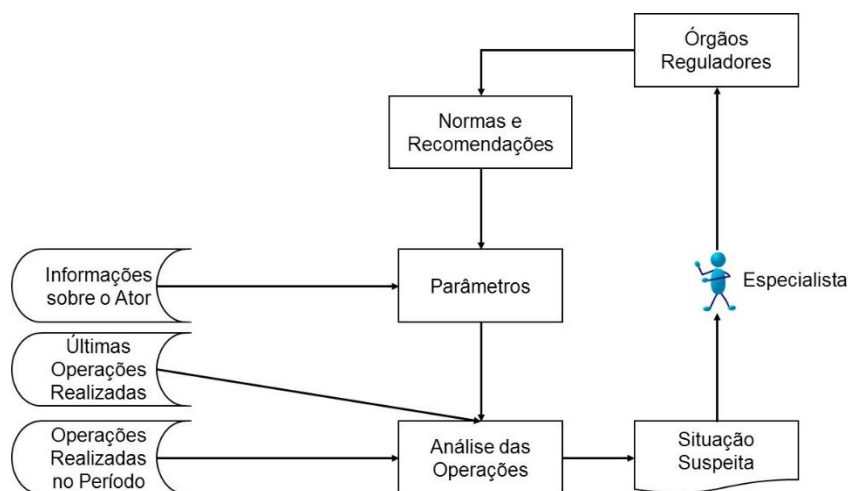 Órgãos
Reguladores
Normas e
Recomendações
Informações
sobre o Ator
Parâmetros
Especialista
Últimas
Operações
Realizadas
Operações
Realizadas
no Período
Análise das
Operações
Situação
Suspeita